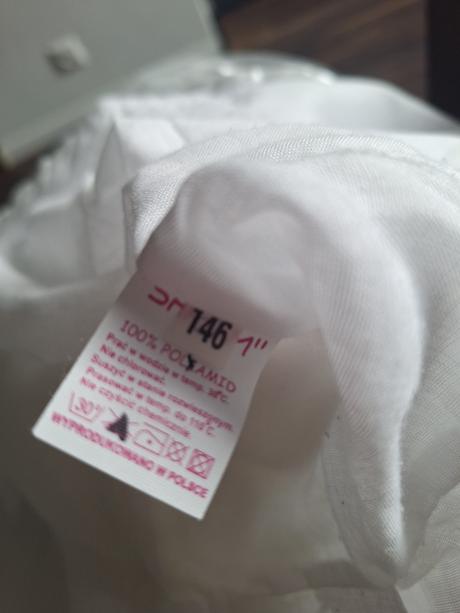 146
100% POLYAMID
Prać w wodzie w temp. 30°C.
Nie chlorować.
Suszyć w stanie rozwieszonym.
Prasować w temp. do 110°C.
Nie czyścić chemicznie.
30°
WYPRODUKOWANO W POLSCE